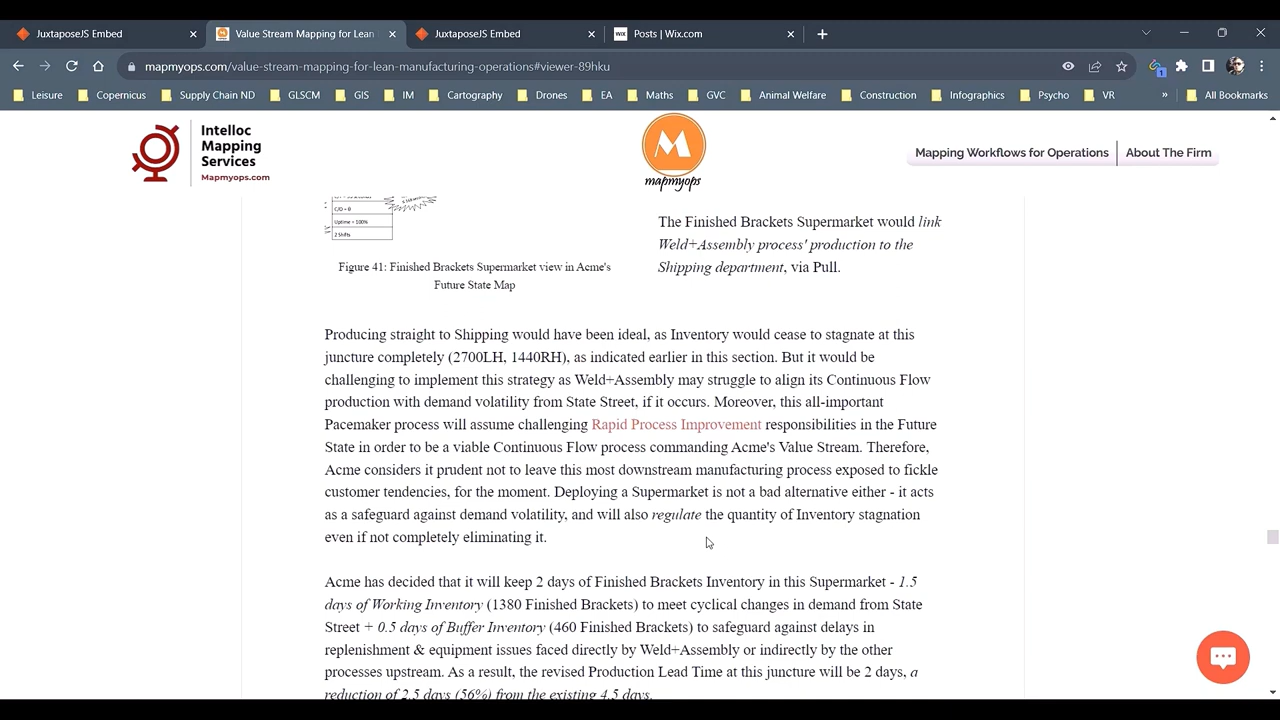 JuxtaposeJS Embed
Value Stream Mapping for Lean
JuxtaposeJS Embed
Posts | Wix.com
mapmyops.com/value-stream-mapping-for-lean-manufacturing-operations#viewer-89hku
Leisure
Copernicus
Supply Chain ND
GLSCM
GIS
IM
Cartography
Drones
EA
Maths
GVC
Animal Welfare
Construction
Infographics
Psycho
VR
»
All Bookmarks
Intelloc
Mapping
Services
Mapmyops.com
M
mapmyops
Mapping Workflows for Operations
About The Firm
C/O = 0
Uptime = 100%
2 Shifts
Figure 41: Finished Brackets Supermarket view in Acme's
Future State Map
The Finished Brackets Supermarket would link
Weld+Assembly process' production to the
Shipping department, via Pull.
Producing straight to Shipping would have been ideal, as Inventory would cease to stagnate at this
juncture completely (2700LH, 1440RH), as indicated earlier in this section. But it would be
challenging to implement this strategy as Weld+Assembly may struggle to align its Continuous Flow
production with demand volatility from State Street, if it occurs. Moreover, this all-important
Pacemaker process will assume challenging Rapid Process Improvement responsibilities in the Future
State in order to be a viable Continuous Flow process commanding Acme's Value Stream. Therefore,
Acme considers it prudent not to leave this most downstream manufacturing process exposed to fickle
customer tendencies, for the moment. Deploying a Supermarket is not a bad alternative either - it acts
as a safeguard against demand volatility, and will also regulate the quantity of Inventory stagnation
even if not completely eliminating it.
Acme has decided that it will keep 2 days of Finished Brackets Inventory in this Supermarket - 1.5
days of Working Inventory (1380 Finished Brackets) to meet cyclical changes in demand from State
Street + 0.5 days of Buffer Inventory (460 Finished Brackets) to safeguard against delays in
replenishment & equipment issues faced directly by Weld+Assembly or indirectly by the other
processes upstream. As a result, the revised Production Lead Time at this juncture will be 2 days, a
reduction of 2.5 days (56%) from the existing 4.5 days.